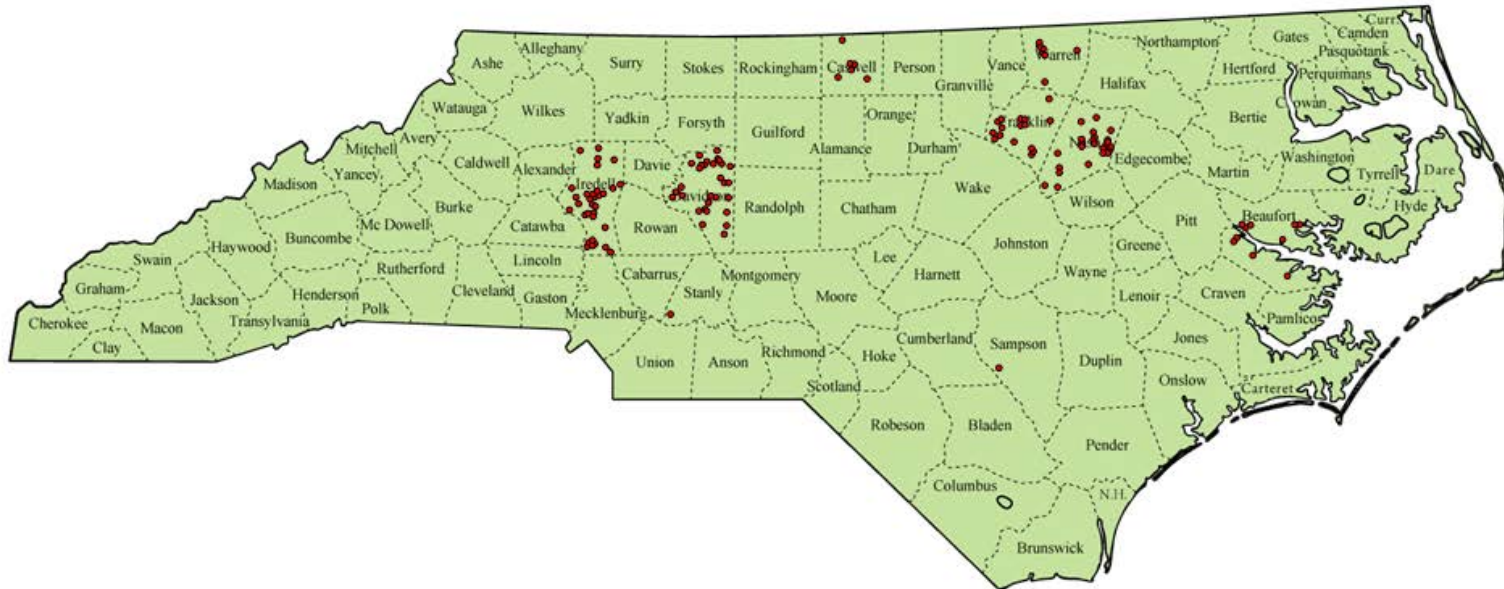 Curr.
Camden
Pasquotank
Perquimans
Chowan
Gates
Hertford
Northampton
Halifax
Warren
Vance
Granville
Person
Caswell
Rockingham
Stokes
Surry
Alleghany
Ashe
Watauga
Wilkes
Yadkin
Forsyth
Guilford
Alamance
Orange
Durham
Franklin
Nash
Edgecombe
Bertie
Martin
Washington
Tyrrell
Dare
Hyde
Beaufort
Pitt
Wilson
Wake
Chatham
Randolph
Davie
Iredell
Alexander
Caldwell
Avery
Mitchell
Yancey
Madison
Buncombe
Mc Dowell
Burke
Catawba
Rowan
Johnston
Greene
Wayne
Lenoir
Craven
Pamlico
Jones
Carteret
Onslow
Duplin
Sampson
Harnett
Lee
Moore
Montgomery
Stanly
Cabarrus
Lincoln
Gaston
Cleveland
Rutherford
Polk
Henderson
Transylvania
Haywood
Swain
Jackson
Graham
Cherokee
Macon
Clay
Mecklenburg
Union
Anson
Richmond
Scotland
Hoke
Cumberland
Robeson
Bladen
Pender
Columbus
N.H.
Brunswick